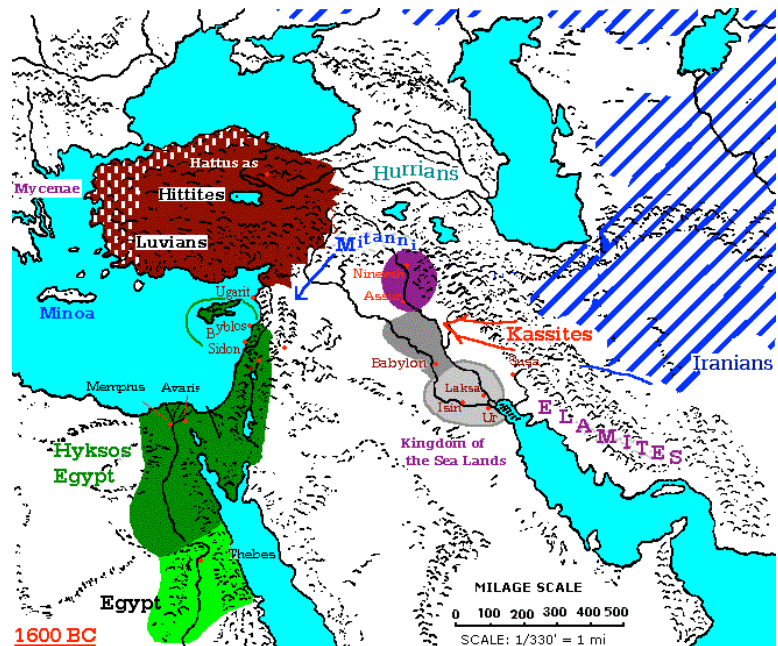 Hattus as
Hurrians
Mycenae
Hittites
Luvians
Mitanni
Nineveh
Assur
Ugarit
Minoa
Byblos
Sidon
Kassites
Susa
Iranians
Babylon
Laksa
Isin
Ur
Memprus
Avaris
ELAMITES
Kingdom of
the Sea Lands
Hyksos
Egypt
Thebes
Egypt
MILAGE SCALE
0 100 200 300 400 500
SCALE: 1/330' = 1 mi
1600 BC